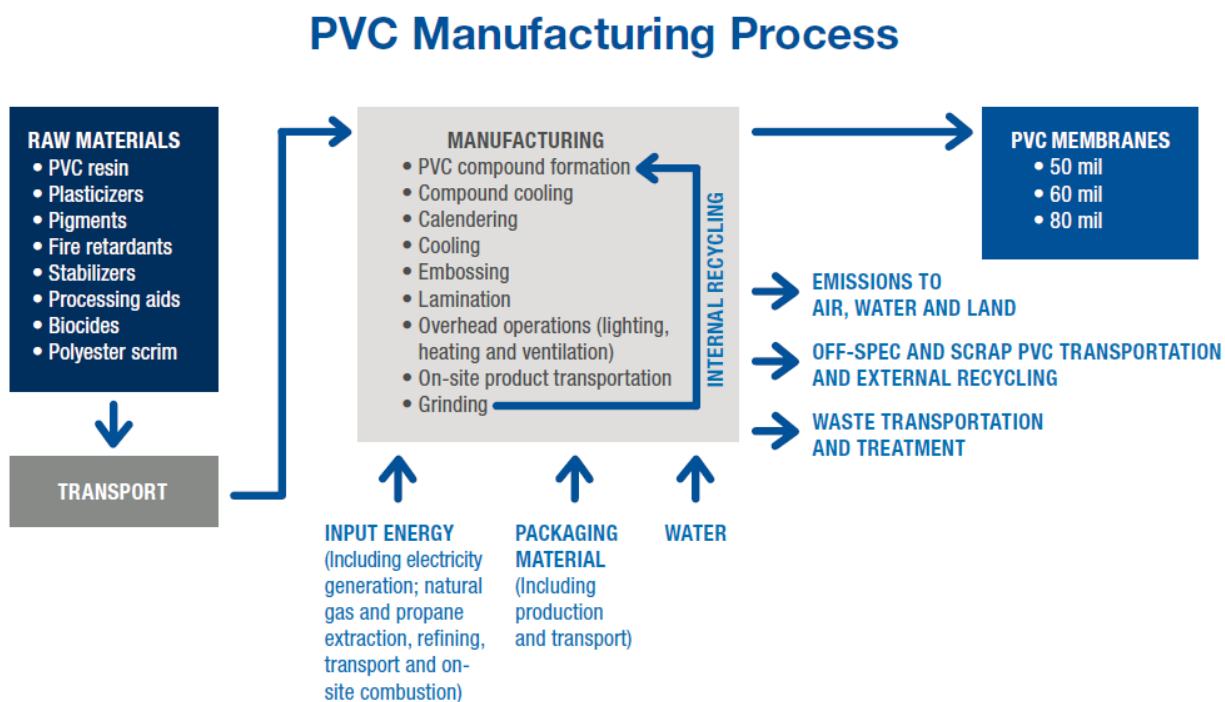 PVC Manufacturing Process
RAW MATERIALS
• PVC resin
• Plasticizers
• Pigments
• Fire retardants
• Stabilizers
• Processing aids
• Biocides
• Polyester scrim
TRANSPORT
MANUFACTURING
• PVC compound formation
• Compound cooling
• Calendering
• Cooling
• Embossing
• Lamination
• Overhead operations (lighting,
heating and ventilation)
• On-site product transportation
• Grinding
INTERNAL RECYCLING
INPUT ENERGY
(Including electricity
generation; natural
gas and propane
extraction, refining,
transport and on-
site combustion)
PACKAGING
MATERIAL
(Including
production
and transport)
WATER
PVC MEMBRANES
• 50 mil
• 60 mil
• 80 mil
EMISSIONS TO
AIR, WATER AND LAND
OFF-SPEC AND SCRAP PVC TRANSPORTATION
AND EXTERNAL RECYCLING
WASTE TRANSPORTATION
AND TREATMENT